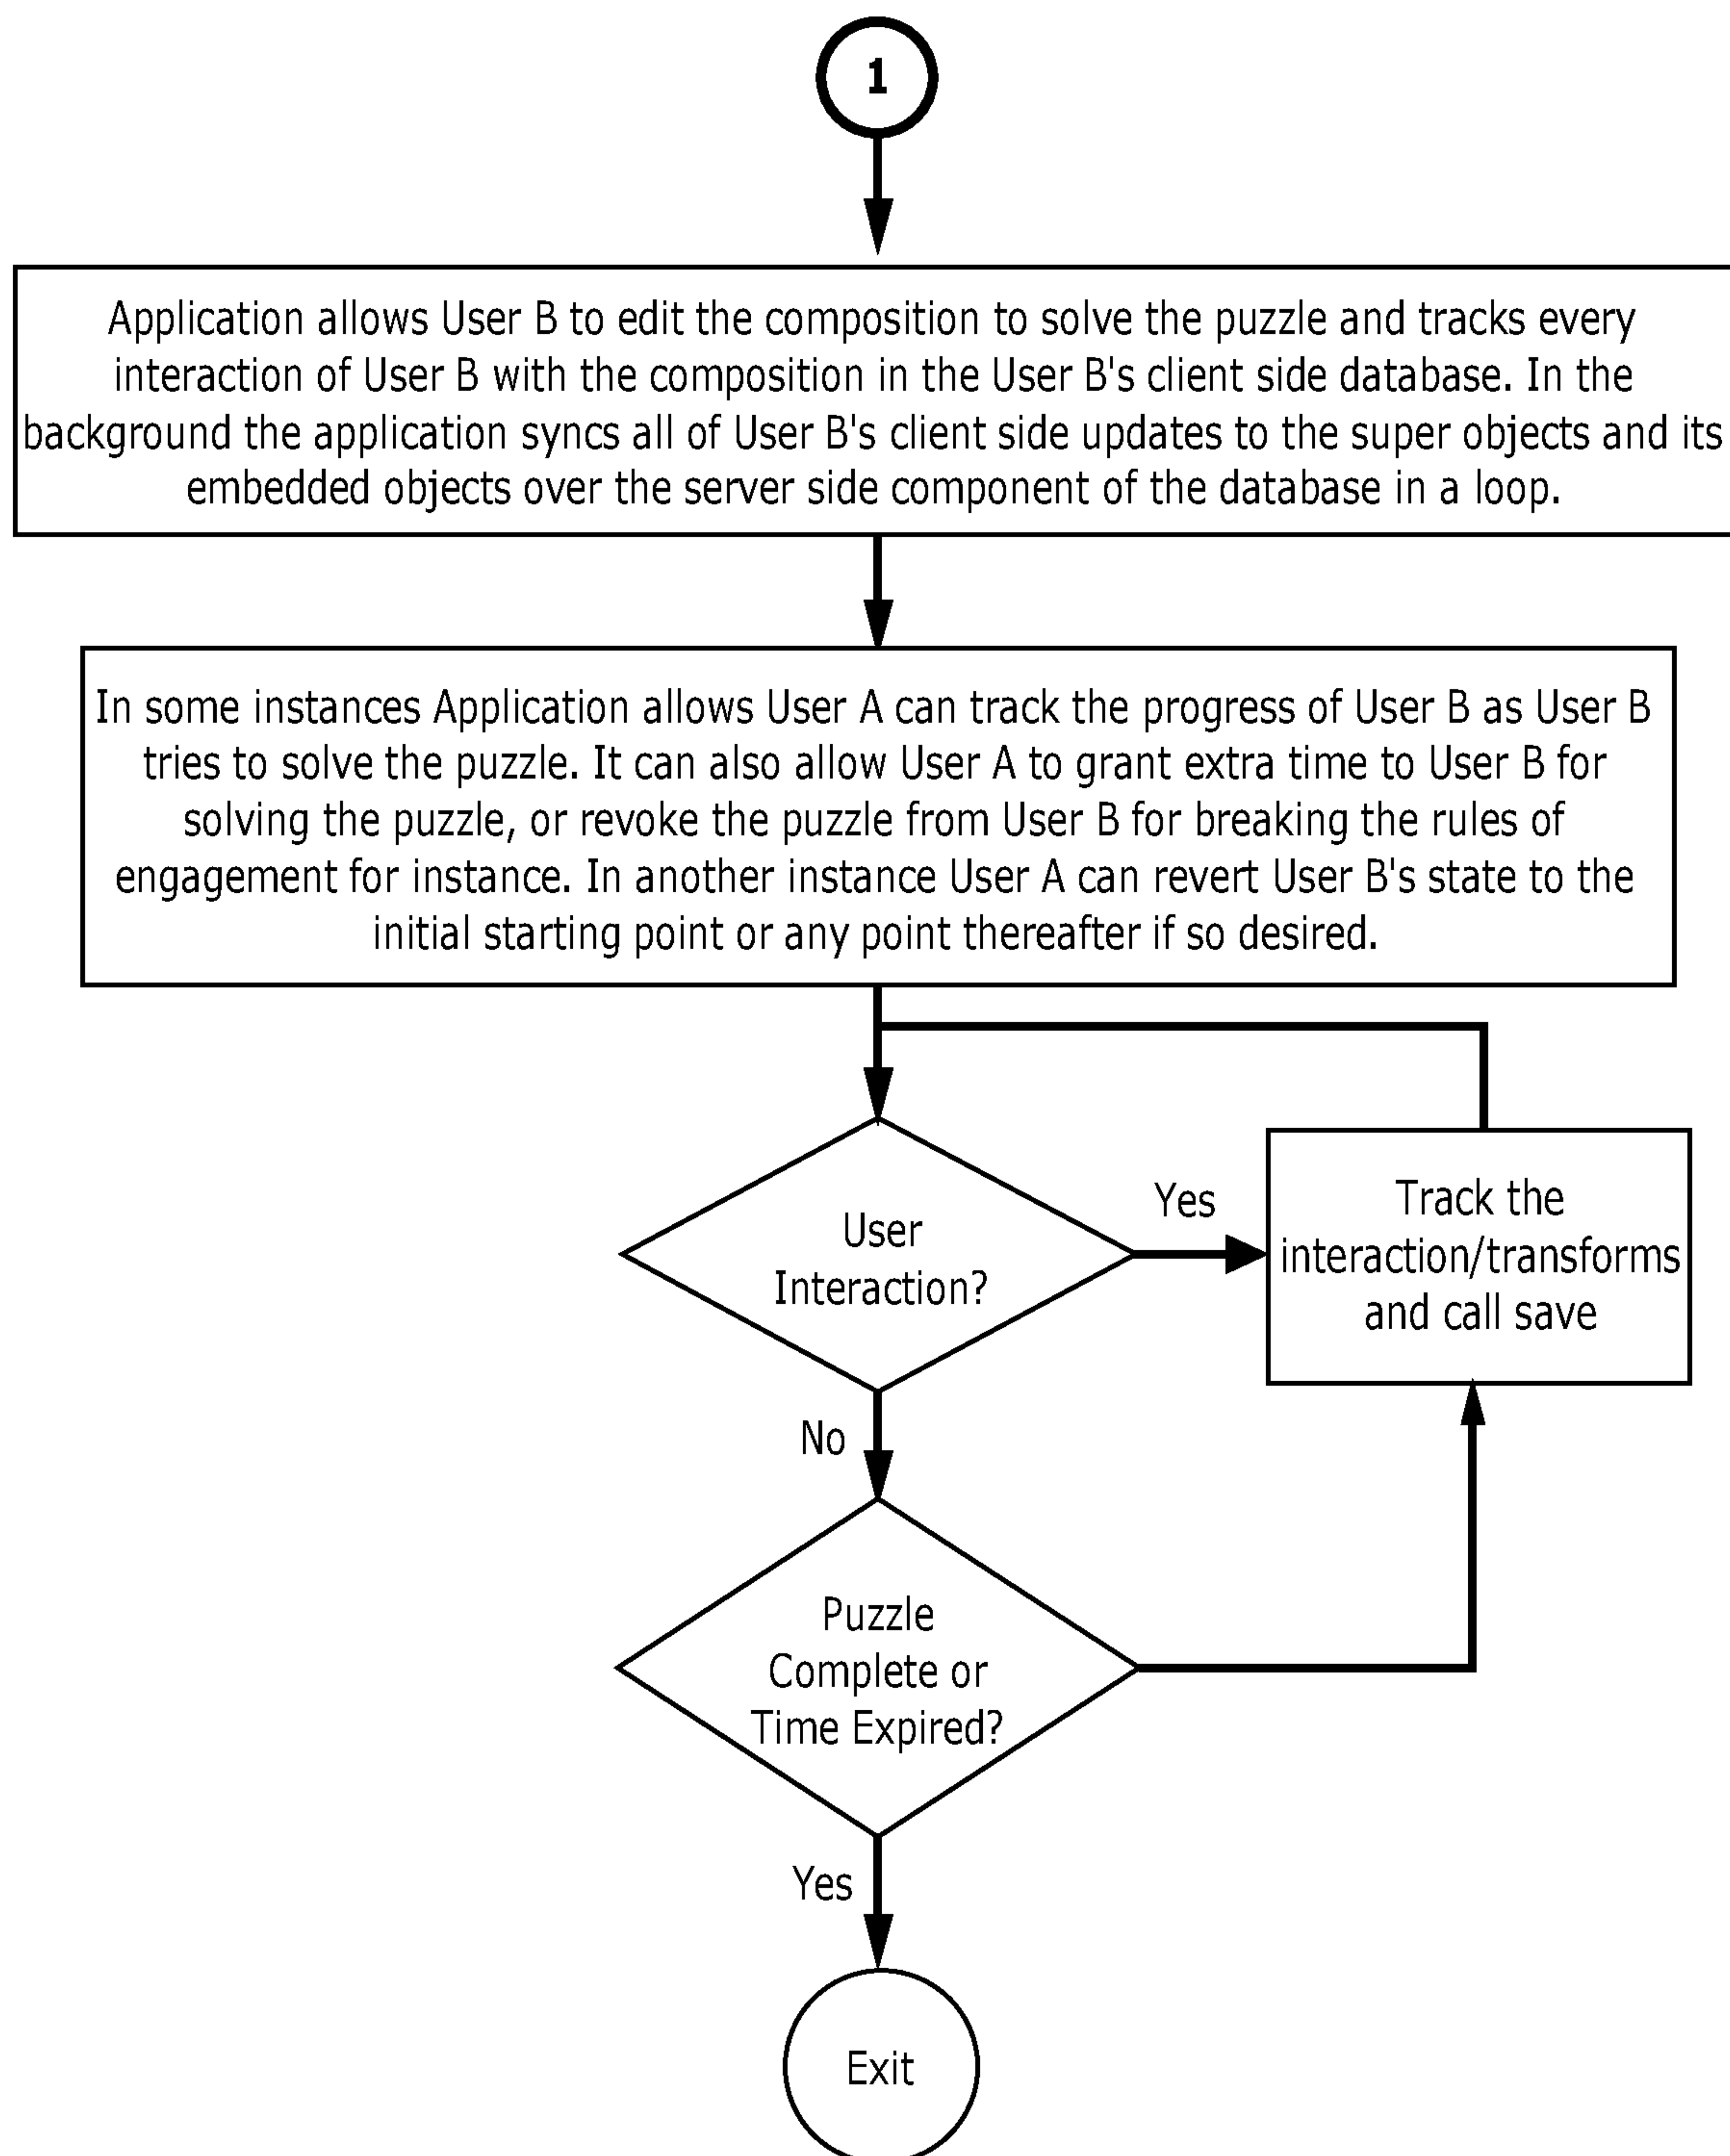 1
Application allows User B to edit the composition to solve the puzzle and tracks every
interaction of User B with the composition in the User B's client side database. In the
background the application syncs all of User B's client side updates to the super objects and its
embedded objects over the server side component of the database in a loop.
In some instances Application allows User A can track the progress of User B as User B
tries to solve the puzzle. It can also allow User A to grant extra time to User B for
solving the puzzle, or revoke the puzzle from User B for breaking the rules of
engagement for instance. In another instance User A can revert User B's state to the
initial starting point or any point thereafter if so desired.
User
Interaction?
Yes
Track the
interaction/transforms
and call save
No
Puzzle
Complete or
Time Expired?
Yes
Exit